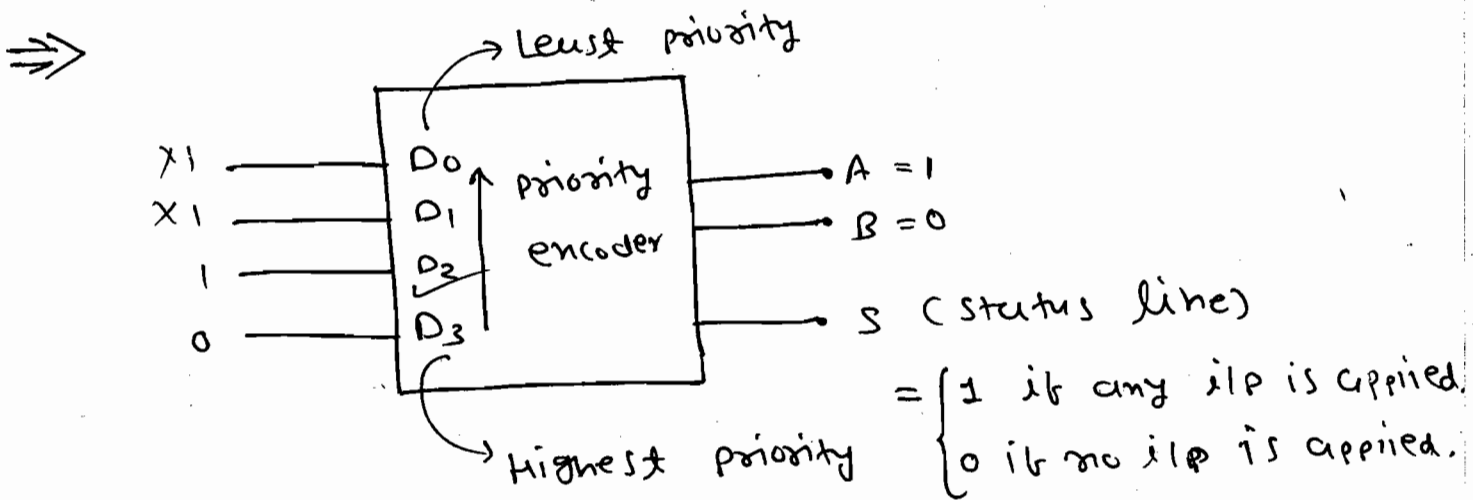 ⇒> Least priority
X1 D0 priority A = 1
X1 D1 encoder B = 0
1 D2
0 D3 S (status line)
= { 1 if any i/p is applied.
0 if no i/p is applied.
Highest priority